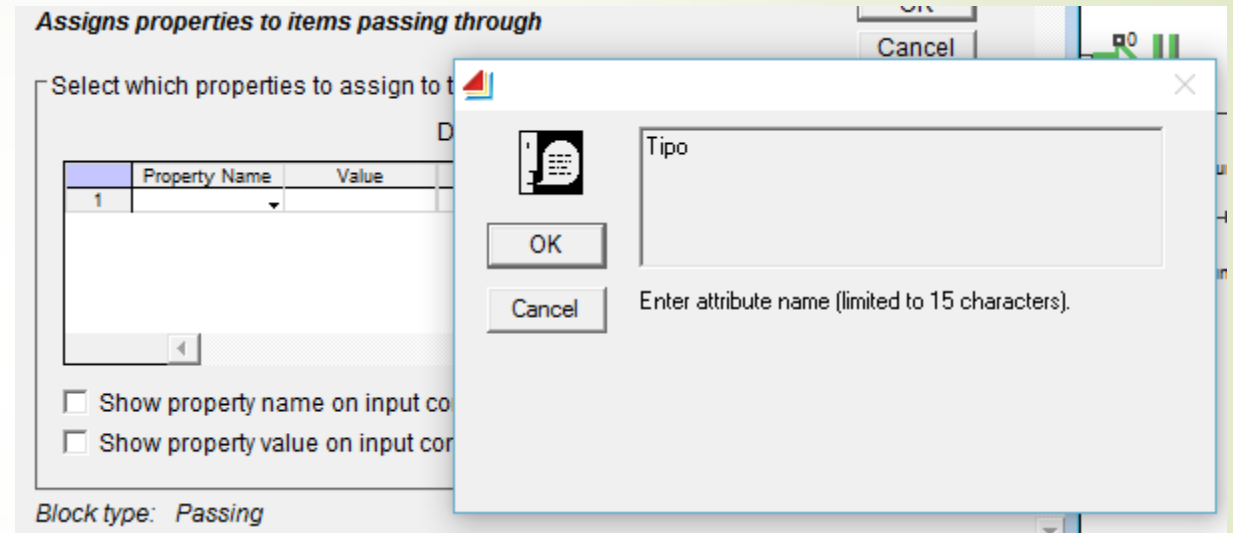 Assigns properties to items passing through
OK
Cancel
Select which properties to assign to t
D
Property Name Value
1
Show property name on input co
Show property value on input cor
Block type: Passing
Tipo
OK
Cancel
Enter attribute name (limited to 15 characters).
0